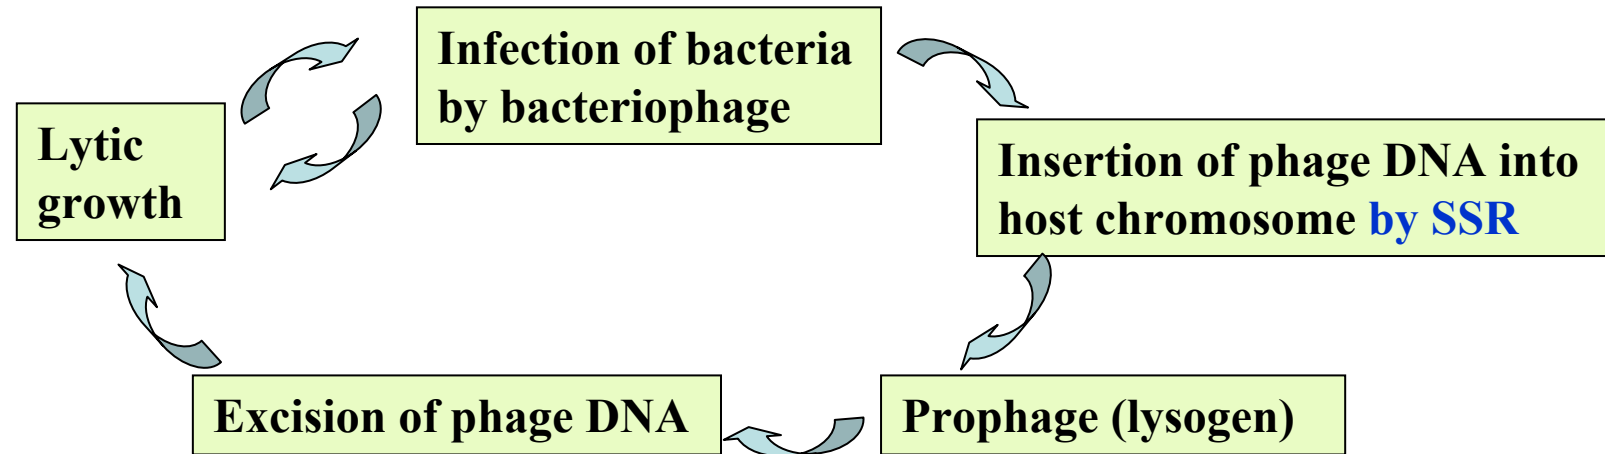 Infection of bacteria
by bacteriophage
Lytic
growth
Insertion of phage DNA into
host chromosome by SSR
Excision of phage DNA
Prophage (lysogen)